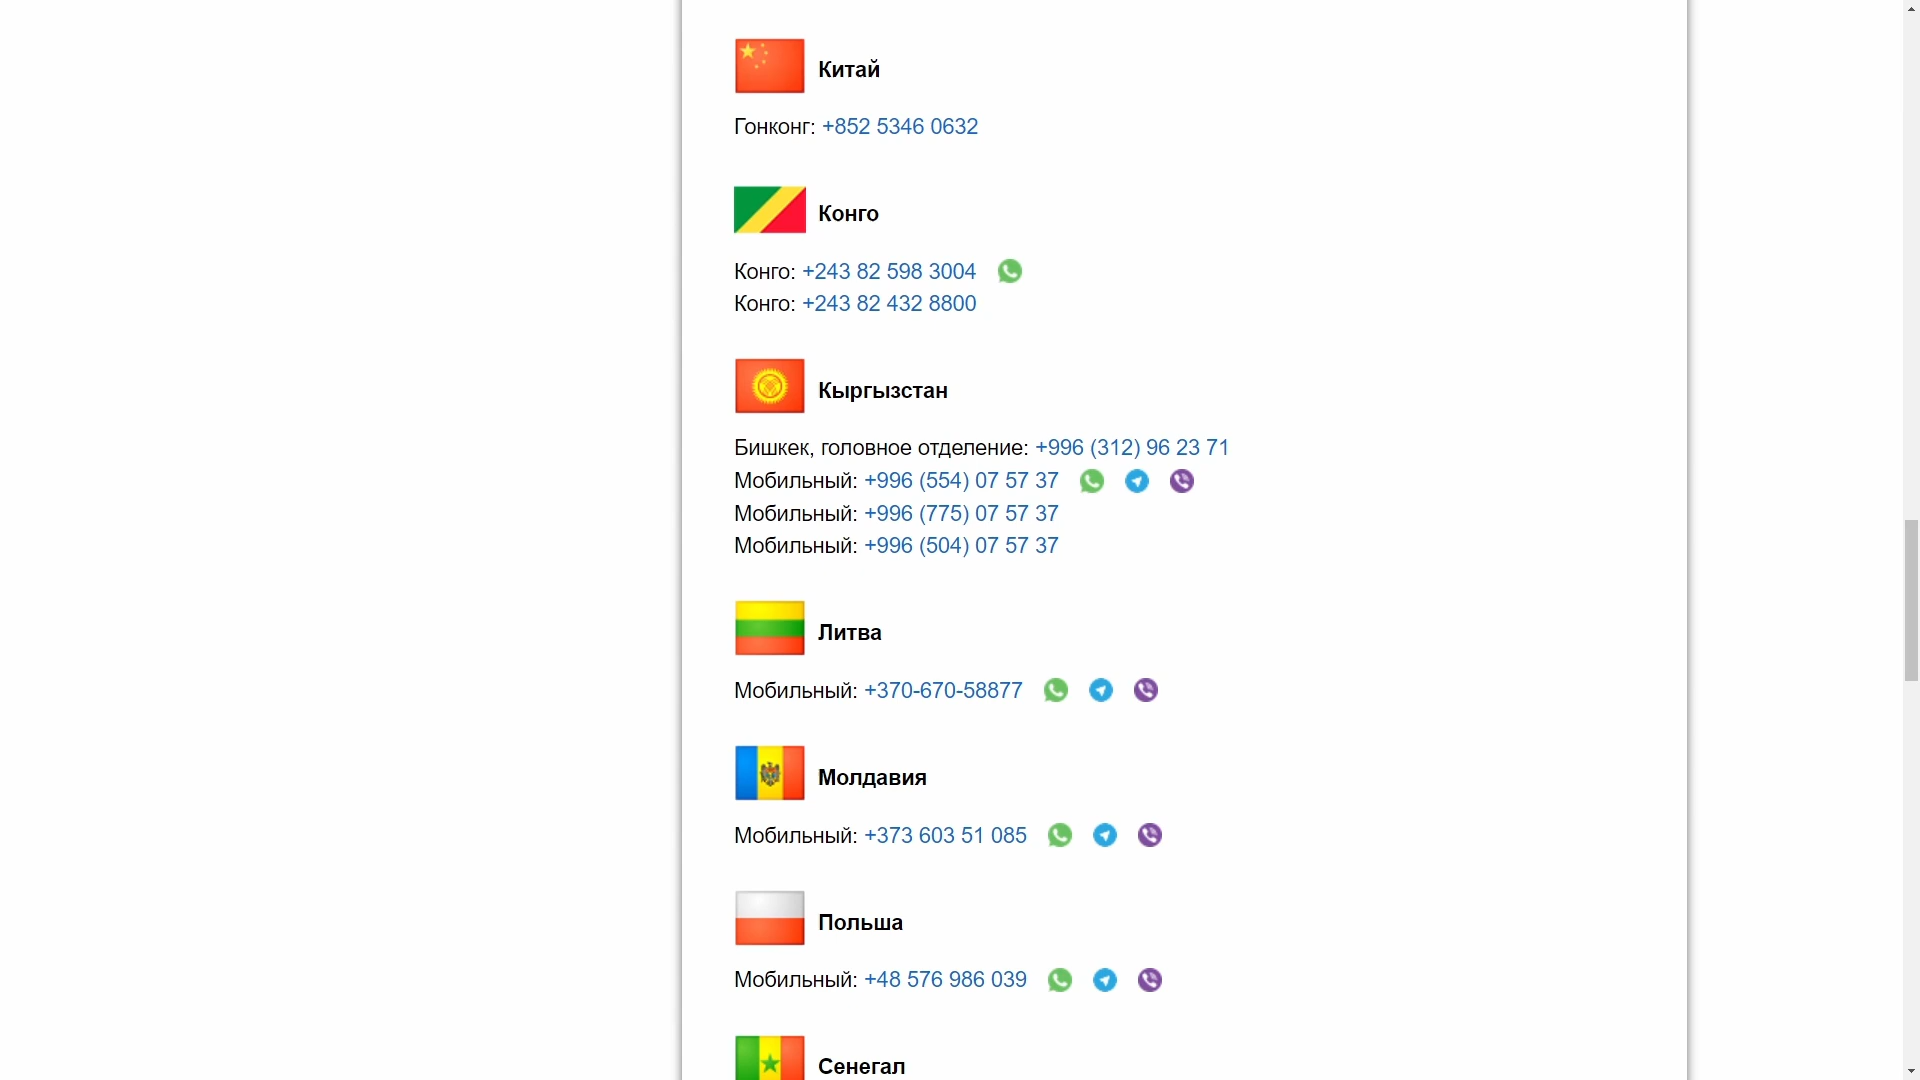 Китай
Гонконг: +852 5346 0632
Конго
Конго: +243 82 598 3004
Конго: +243 82 432 8800
Кыргызстан
Бишкек, головное отделение: +996 (312) 96 23 71
Мобильный: +996 (554) 07 57 37
Мобильный: +996 (775) 07 57 37
Мобильный: +996 (504) 07 57 37
Литва
Мобильный: +370-670-58877
Молдавия
Мобильный: +373 603 51 085
Польша
Мобильный: +48 576 986 039
Сенегал